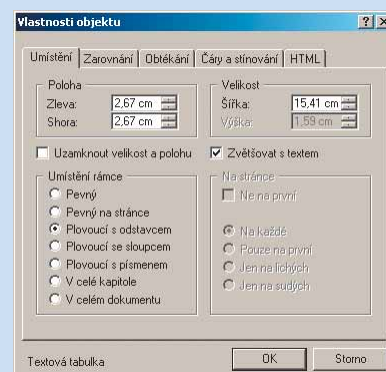 Vlastnosti objektu
Umístění Zarovnání Obtékání Čáry a stínování HTML
Poloha
Zleva: 2,67 cm
Shora: 2,67 cm
Velikost
Šířka: 15,41 cm
Výška: 1,59 cm
Uzamknout velikost a polohu
Zvětšovat s textem
Umístění rámce
Pevný
Pevný na stránce
Plovoucí s odstavcem
Plovoucí se sloupcem
Plovoucí s písmenem
V celé kapitole
V celém dokumentu
Na stránce
Ne na první
Na každé
Pouze na první
Jen na lichých
Jen na sudých
Textová tabulka
OK Storno